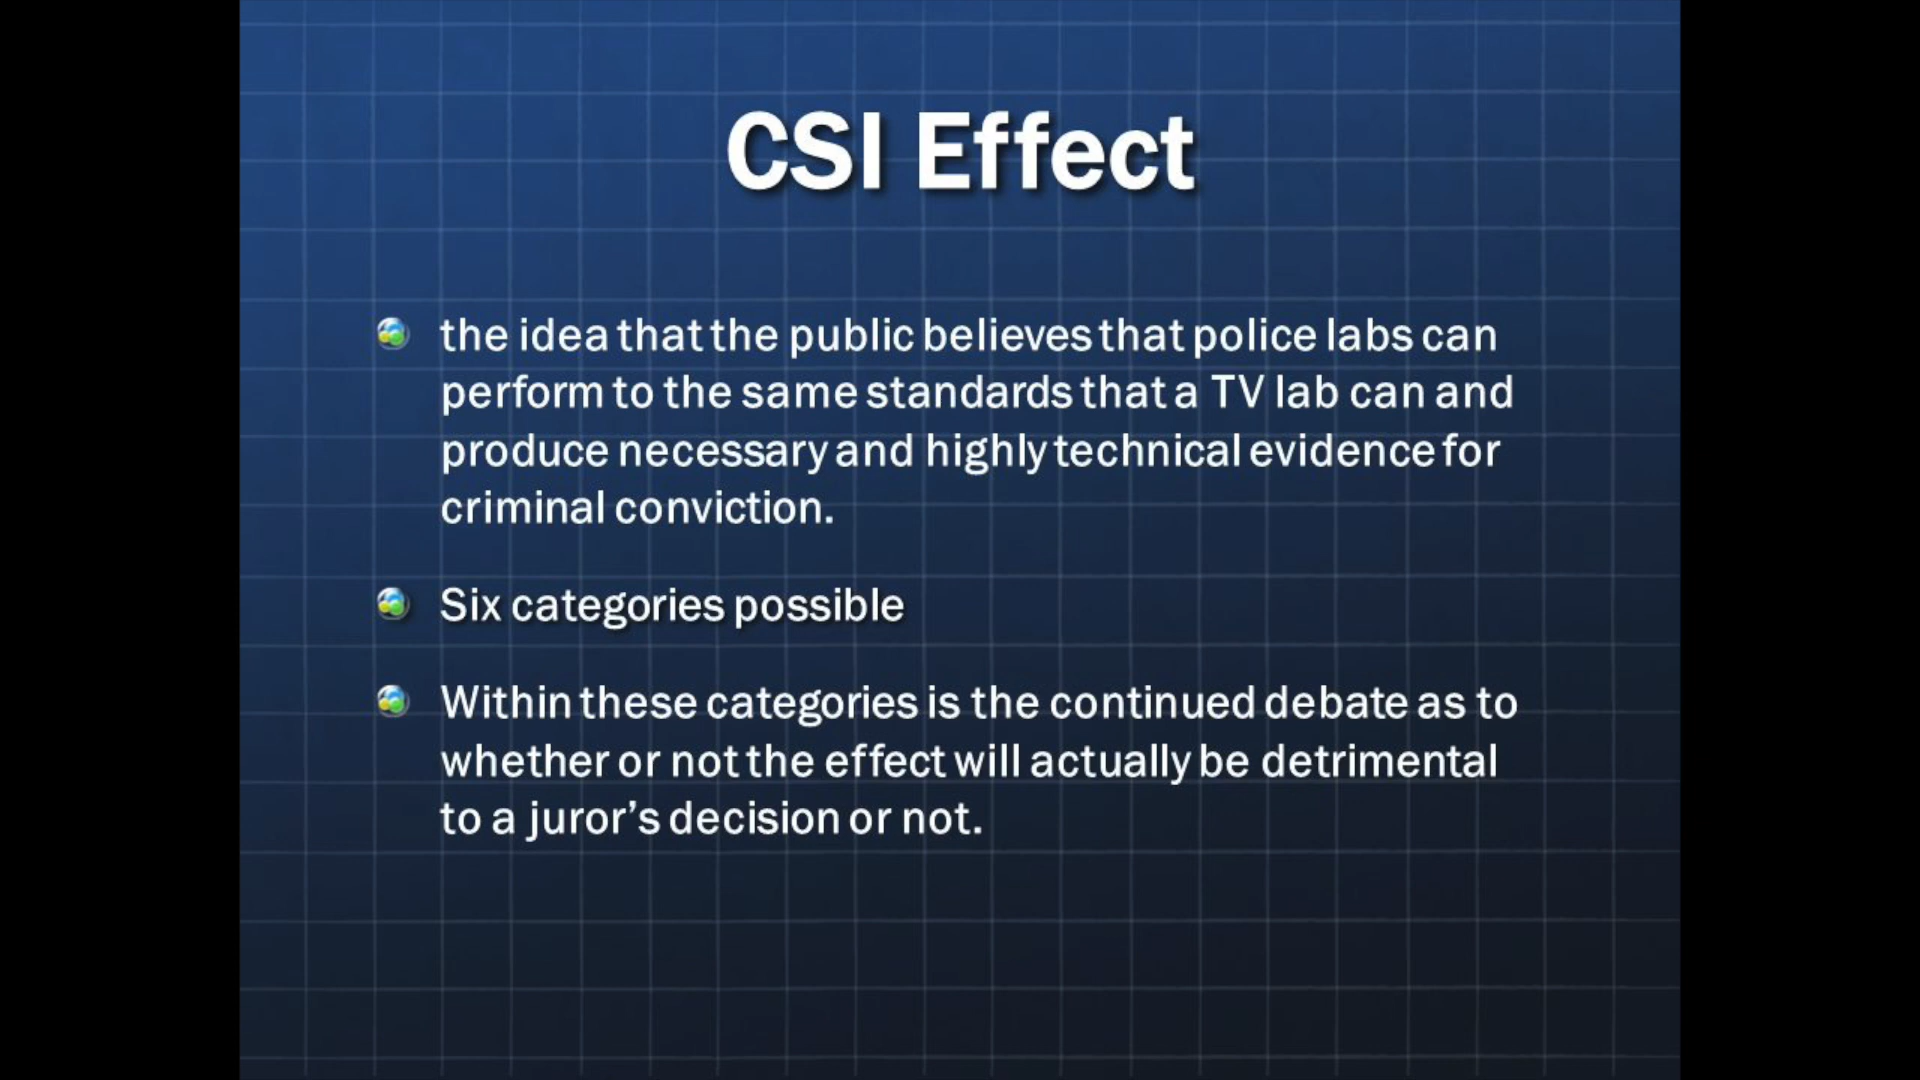 CSI Effect
the idea that the public believes that police labs can
perform to the same standards that a TV lab can and
produce necessary and highly technical evidence for
criminal conviction.
Six categories possible
Within these categories is the continued debate as to
whether or not the effect will actually be detrimental
to a juror’s decision or not.